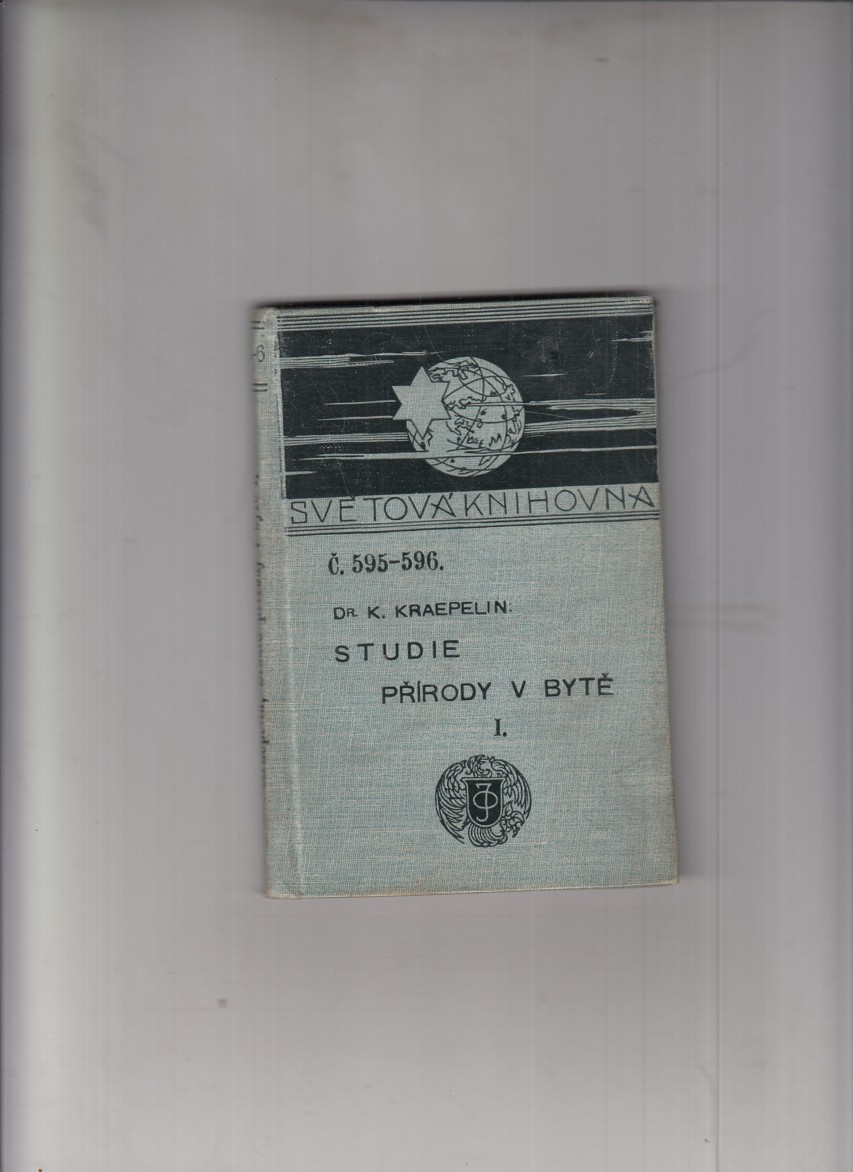 SVĚTOVÁ KNIHOVNA
Č. 595-596.
DR. K. KRAEPELIN:
STUDIE
PŘÍRODY V BYTĚ
I.